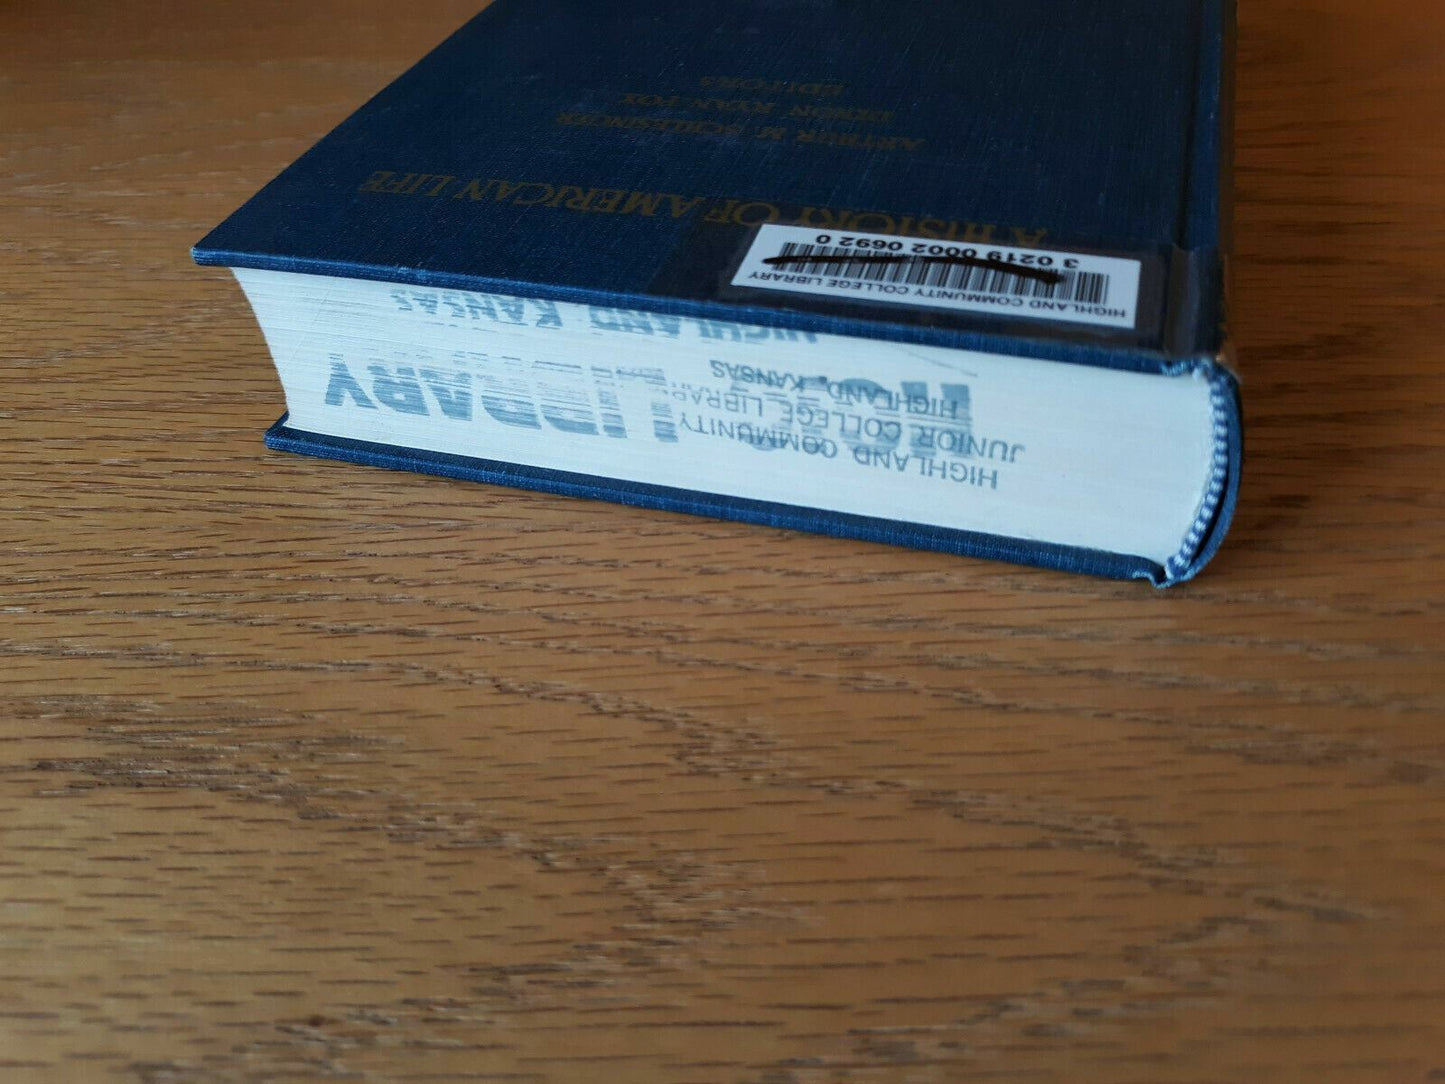 A HISTORY OF AMERICAN LIFE
ARTHUR M. SCHLESINGER
DIXON RYAN FOX
EDITORS
HIGHLAND COMMUNITY COLLEGE LIBRARY
3 0219 0002 0692 0
HIGHLAND COMMUNITY
JUNIOR COLLEGE LIBRARY
HIGHLAND, KANSAS
LIBRARY
HIGHLAND KANSAS
KANSAS